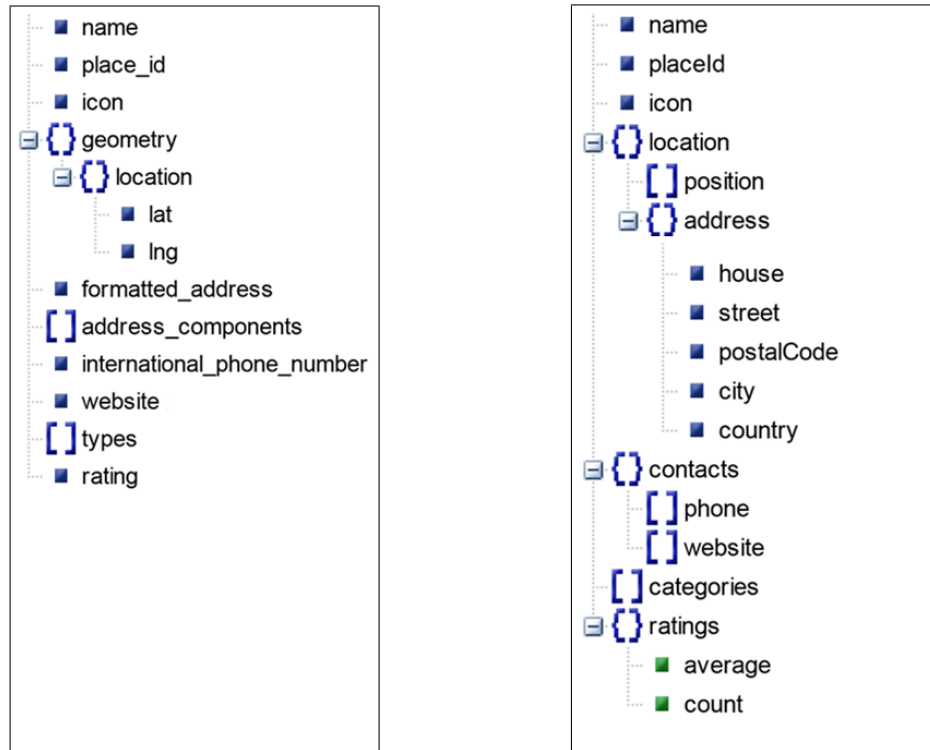 name
place_id
icon
geometry
location
lat
lng
formatted_address
address_components
international_phone_number
website
types
rating
name
placeId
icon
location
position
address
house
street
postalCode
city
country
contacts
phone
website
categories
ratings
average
count